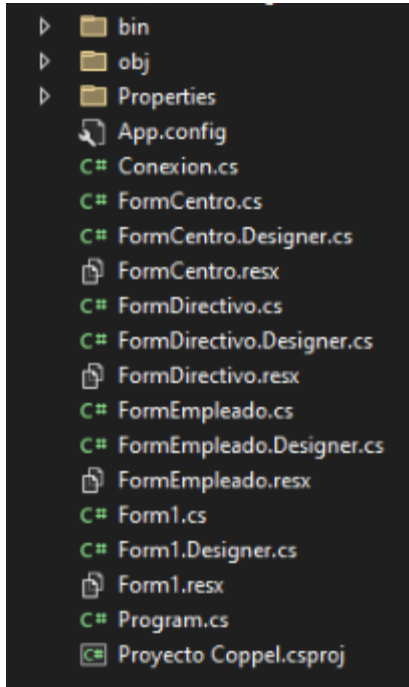 bin
obj
Properties
App.config
C# Conexion.cs
C# FormCentro.cs
C# FormCentro.Designer.cs
FormCentro.resx
C# FormDirectivo.cs
C# FormDirectivo.Designer.cs
FormDirectivo.resx
C# FormEmpleado.cs
C# FormEmpleado.Designer.cs
FormEmpleado.resx
C# Form1.cs
C# Form1.Designer.cs
Form1.resx
C# Program.cs
C# Proyecto Coppel.csproj